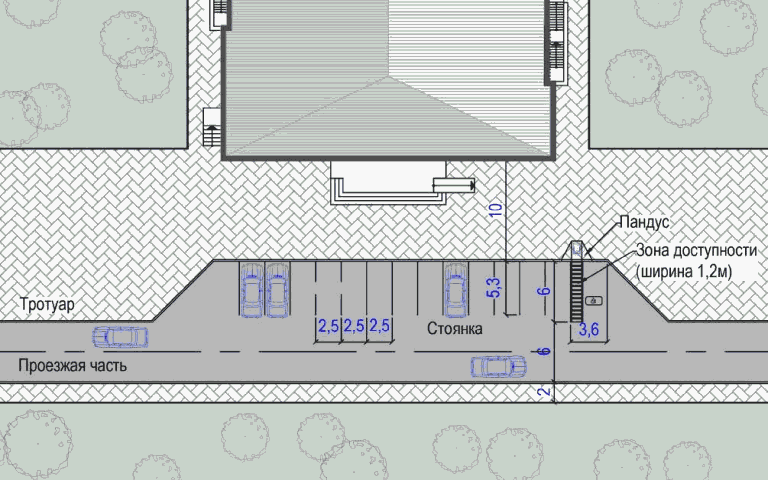 10
Пандус
Зона доступности
(ширина 1,2м)
5,3
6
Тротуар
2,5 2,5 2,5
Стоянка
3,6
6
Проезжая часть
2